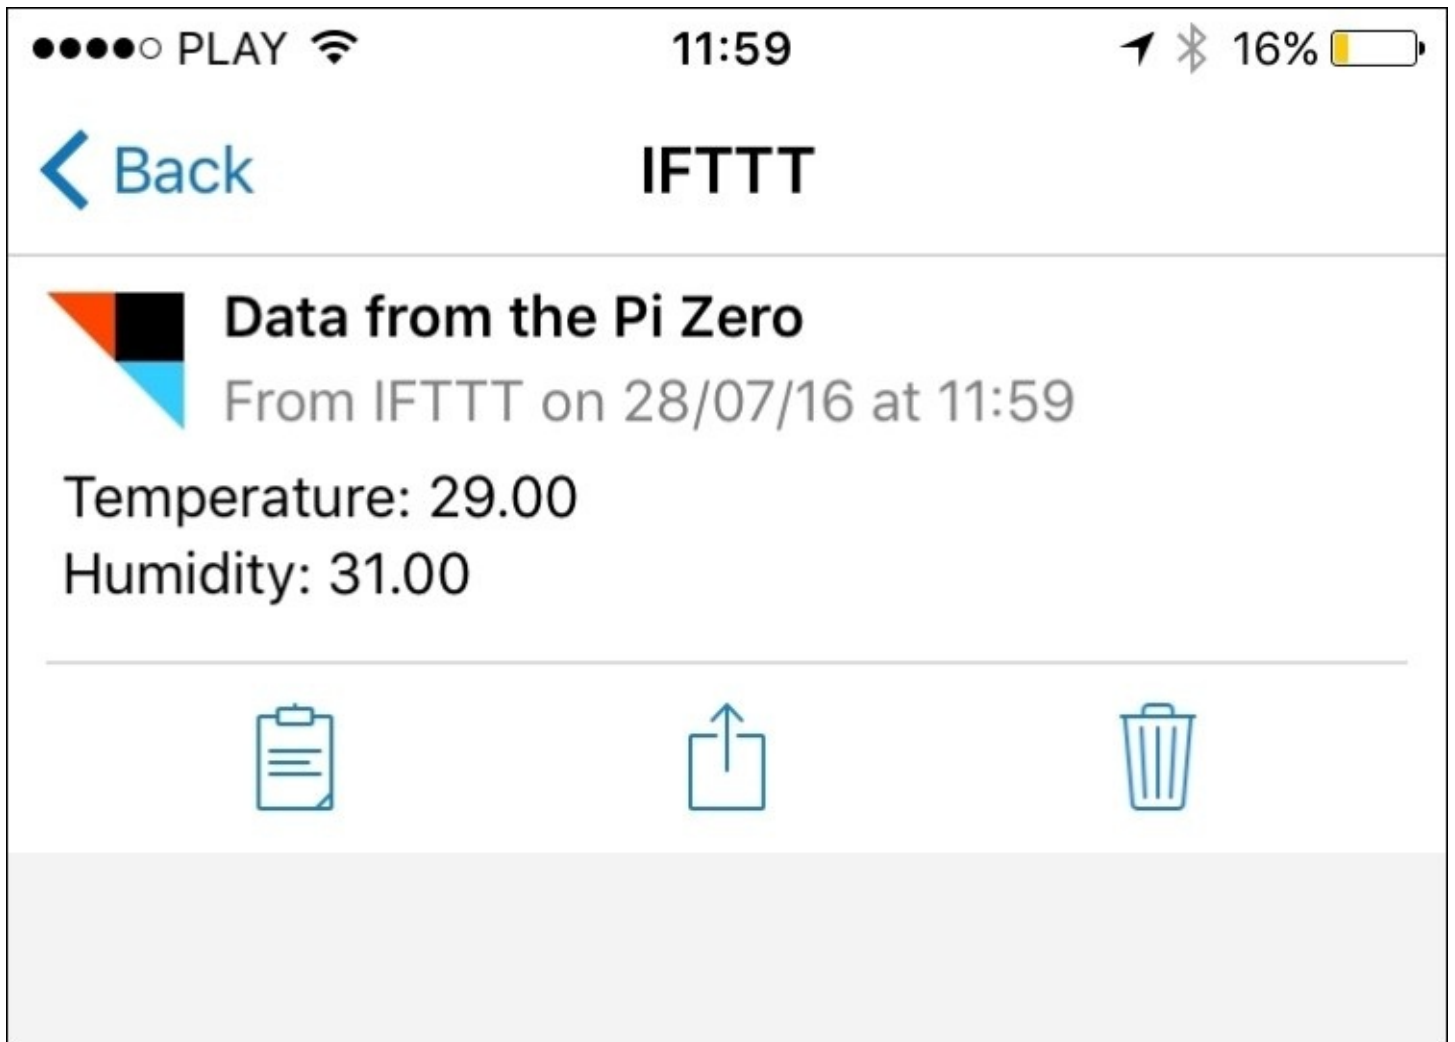 PLAY 11:59 16%
Back IFTTT
Data from the Pi Zero
From IFTTT on 28/07/16 at 11:59
Temperature: 29.00
Humidity: 31.00